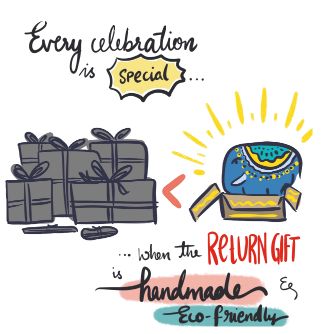 Every celebration
is special ...
<
... when the RETURN GIFT
is handmade &
Eco-friendly